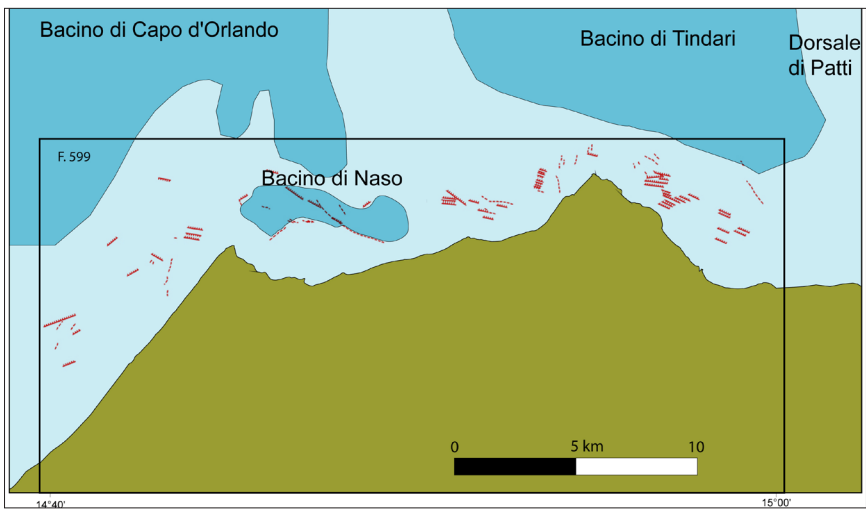 Bacino di Capo d'Orlando
Bacino di Tindari
Dorsale
di Patti
F. 599
Bacino di Naso
0
5 km
10
14°40'
15°00'